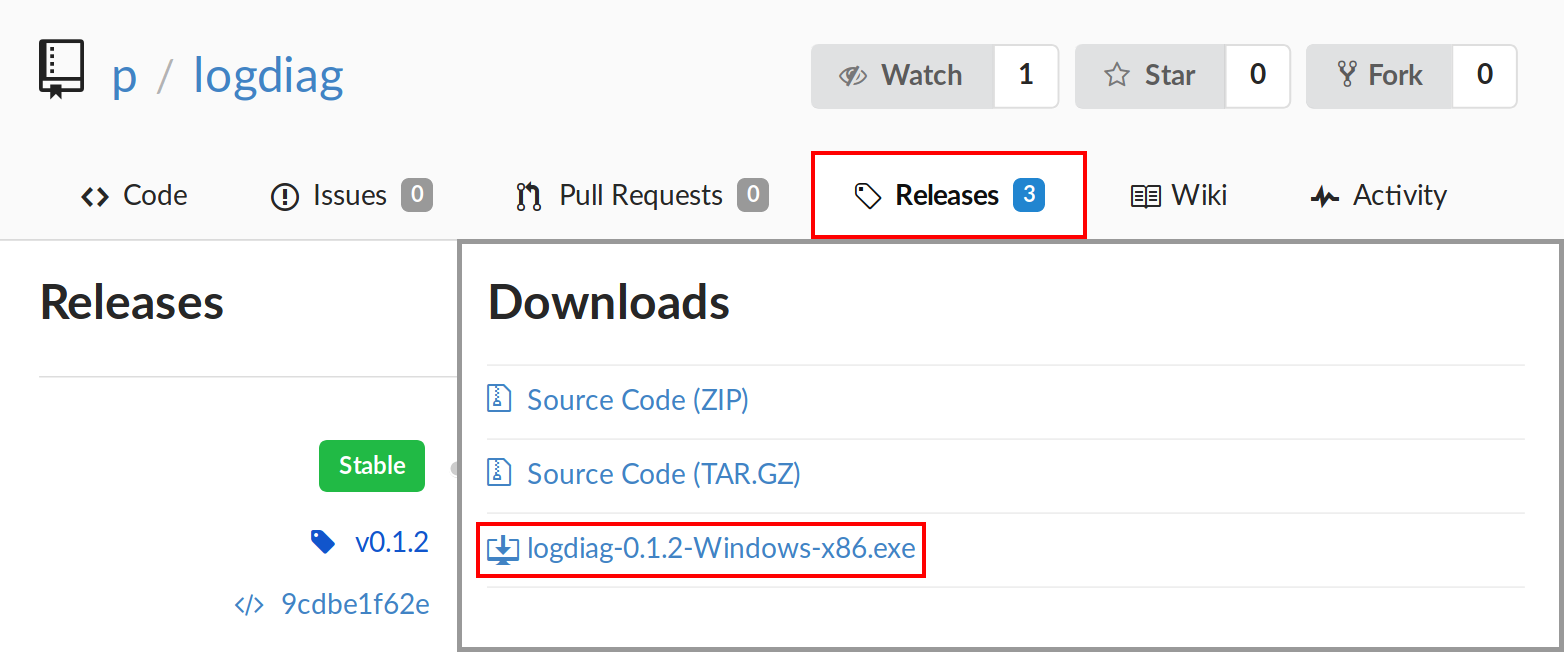 p / logdiag
Watch 1 Star 0 Fork 0
Code Issues 0 Pull Requests 0 Releases 3 Wiki Activity
Releases
Stable
v0.1.2
9cdbe1f62e
Downloads
Source Code (ZIP)
Source Code (TAR.GZ)
logdiag-0.1.2-Windows-x86.exe